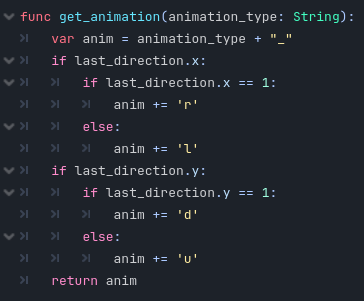 func get_animation(animation_type: String):
var anim = animation_type + "_"
if last_direction.x:
if last_direction.x == 1:
anim += 'r'
else:
anim += 'l'
if last_direction.y:
if last_direction.y == 1:
anim += 'd'
else:
anim += 'u'
return anim